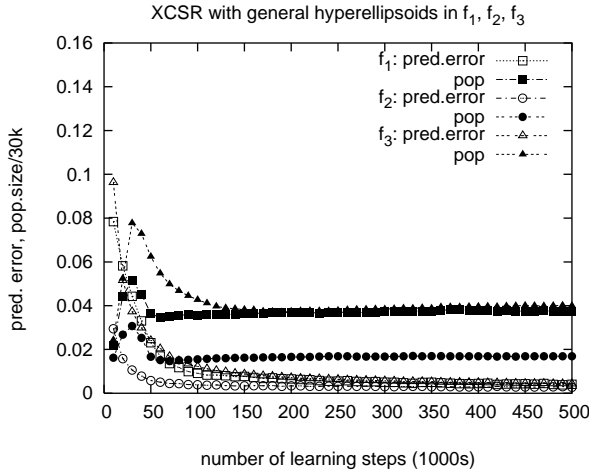 XCSR with general hyperellipsoids in f1, f2, f3
0.16
0.14
0.12
0.1
0.08
0.06
0.04
0.02
0
pred. error, pop.size/30k
f1: pred.error
pop
f2: pred.error
pop
f3: pred.error
pop
0 50 100 150 200 250 300 350 400 450 500
number of learning steps (1000s)